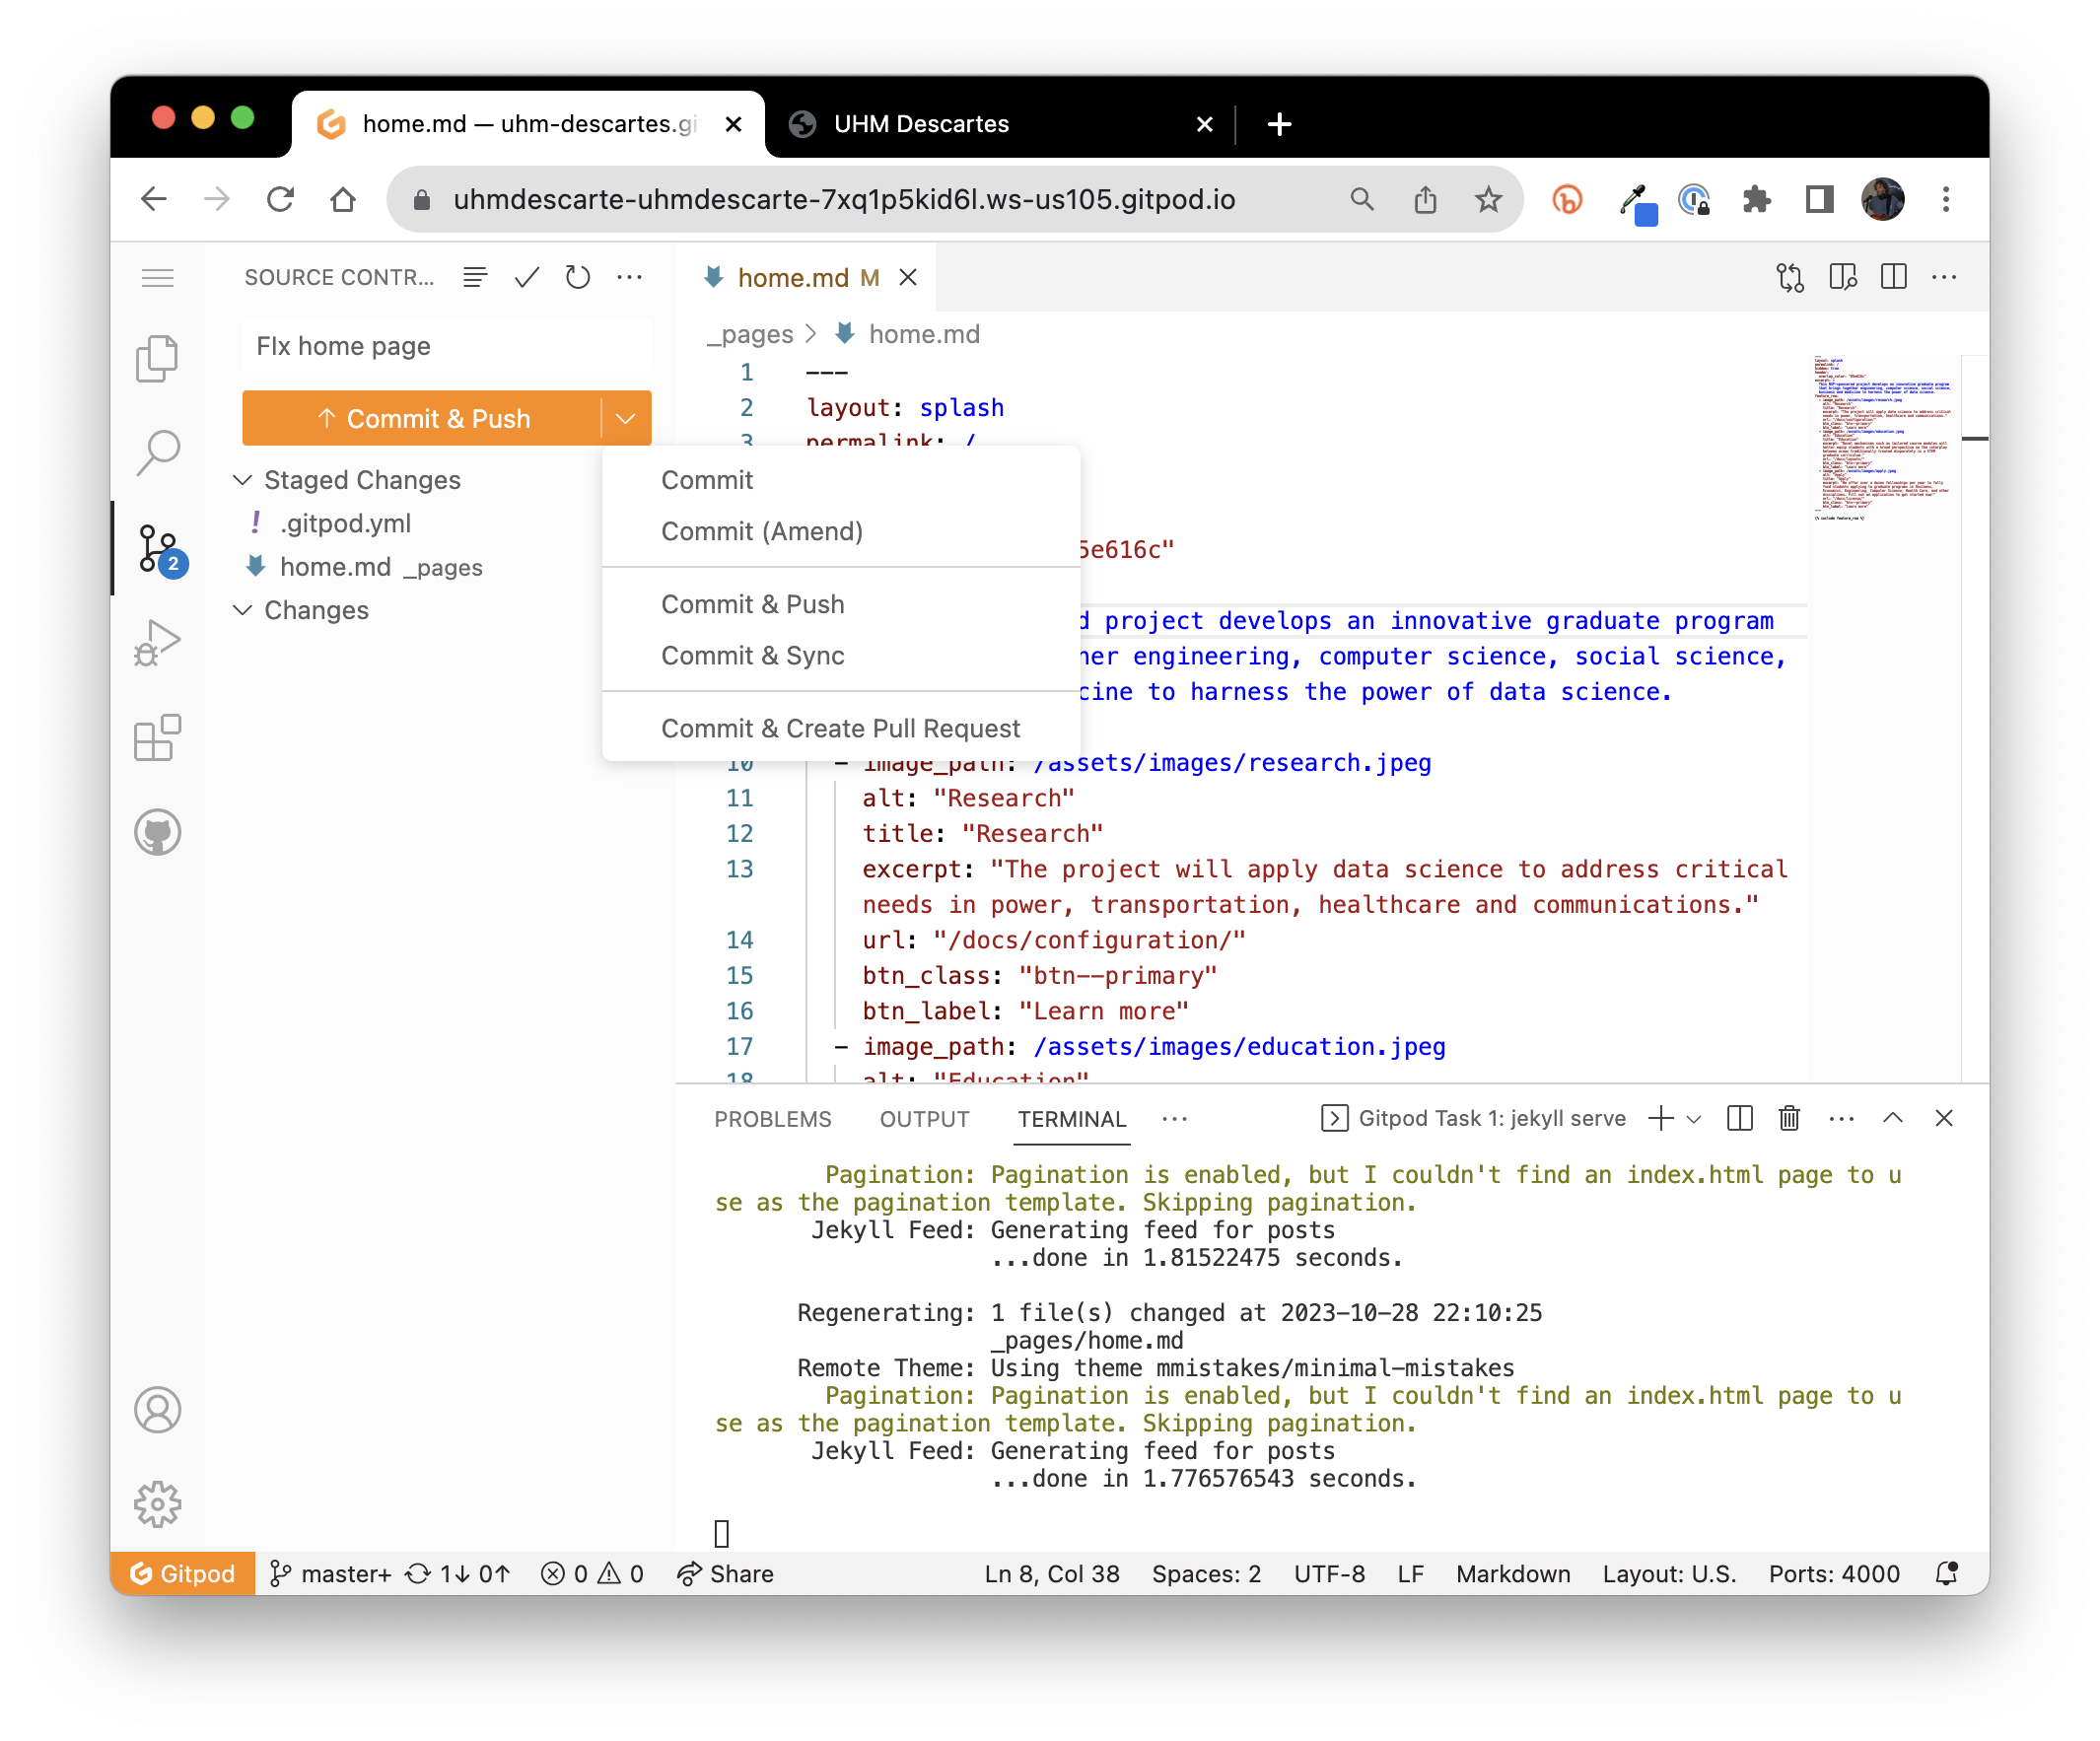 home.md — uhm-descartes.gi
UHM Descartes
uhmdescarte-uhmdescarte-7xq1p5kid6l.ws-us105.gitpod.io
SOURCE CONTR...
FIx home page
Commit & Push
Staged Changes
.gitpod.yml
home.md _pages
Changes
2
Commit
Commit (Amend)
Commit & Push
Commit & Sync
Commit & Create Pull Request
home.md M
_pages > home.md
1 ---
2 layout: splash
3 permalink: /
5e616c"
d project develops an innovative graduate program
her engineering, computer science, social science,
cine to harness the power of data science.
10 - image_path: /assets/images/research.jpeg
11 alt: "Research"
12 title: "Research"
13 excerpt: "The project will apply data science to address critical
needs in power, transportation, healthcare and communications."
14 url: "/docs/configuration/"
15 btn_class: "btn--primary"
16 btn_label: "Learn more"
17 - image_path: /assets/images/education.jpeg
18 alt: "Education"
PROBLEMS OUTPUT TERMINAL ... Gitpod Task 1: jekyll serve
Pagination: Pagination is enabled, but I couldn't find an index.html page to u
se as the pagination template. Skipping pagination.
Jekyll Feed: Generating feed for posts
...done in 1.81522475 seconds.
Regenerating: 1 file(s) changed at 2023-10-28 22:10:25
_pages/home.md
Remote Theme: Using theme mmistakes/minimal-mistakes
Pagination: Pagination is enabled, but I couldn't find an index.html page to u
se as the pagination template. Skipping pagination.
Jekyll Feed: Generating feed for posts
...done in 1.776576543 seconds.
Gitpod master+ 1↓ 0↑ 0 0 Share Ln 8, Col 38 Spaces: 2 UTF-8 LF Markdown Layout: U.S. Ports: 4000